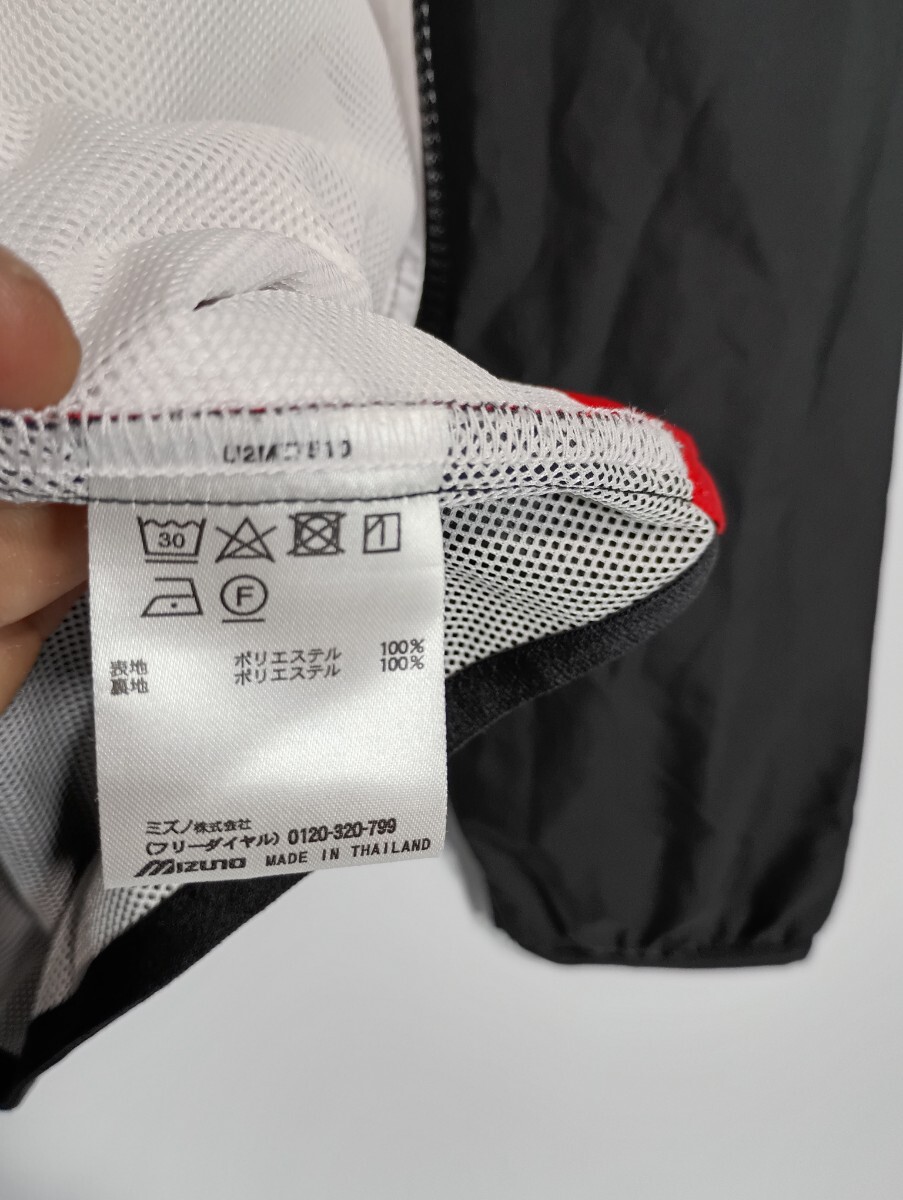 30
F
表地 ポリエステル 100%
裏地 ポリエステル 100%
ミズノ株式会社
(フリーダイヤル) 0120-320-799
MIZUNO MADE IN THAILAND